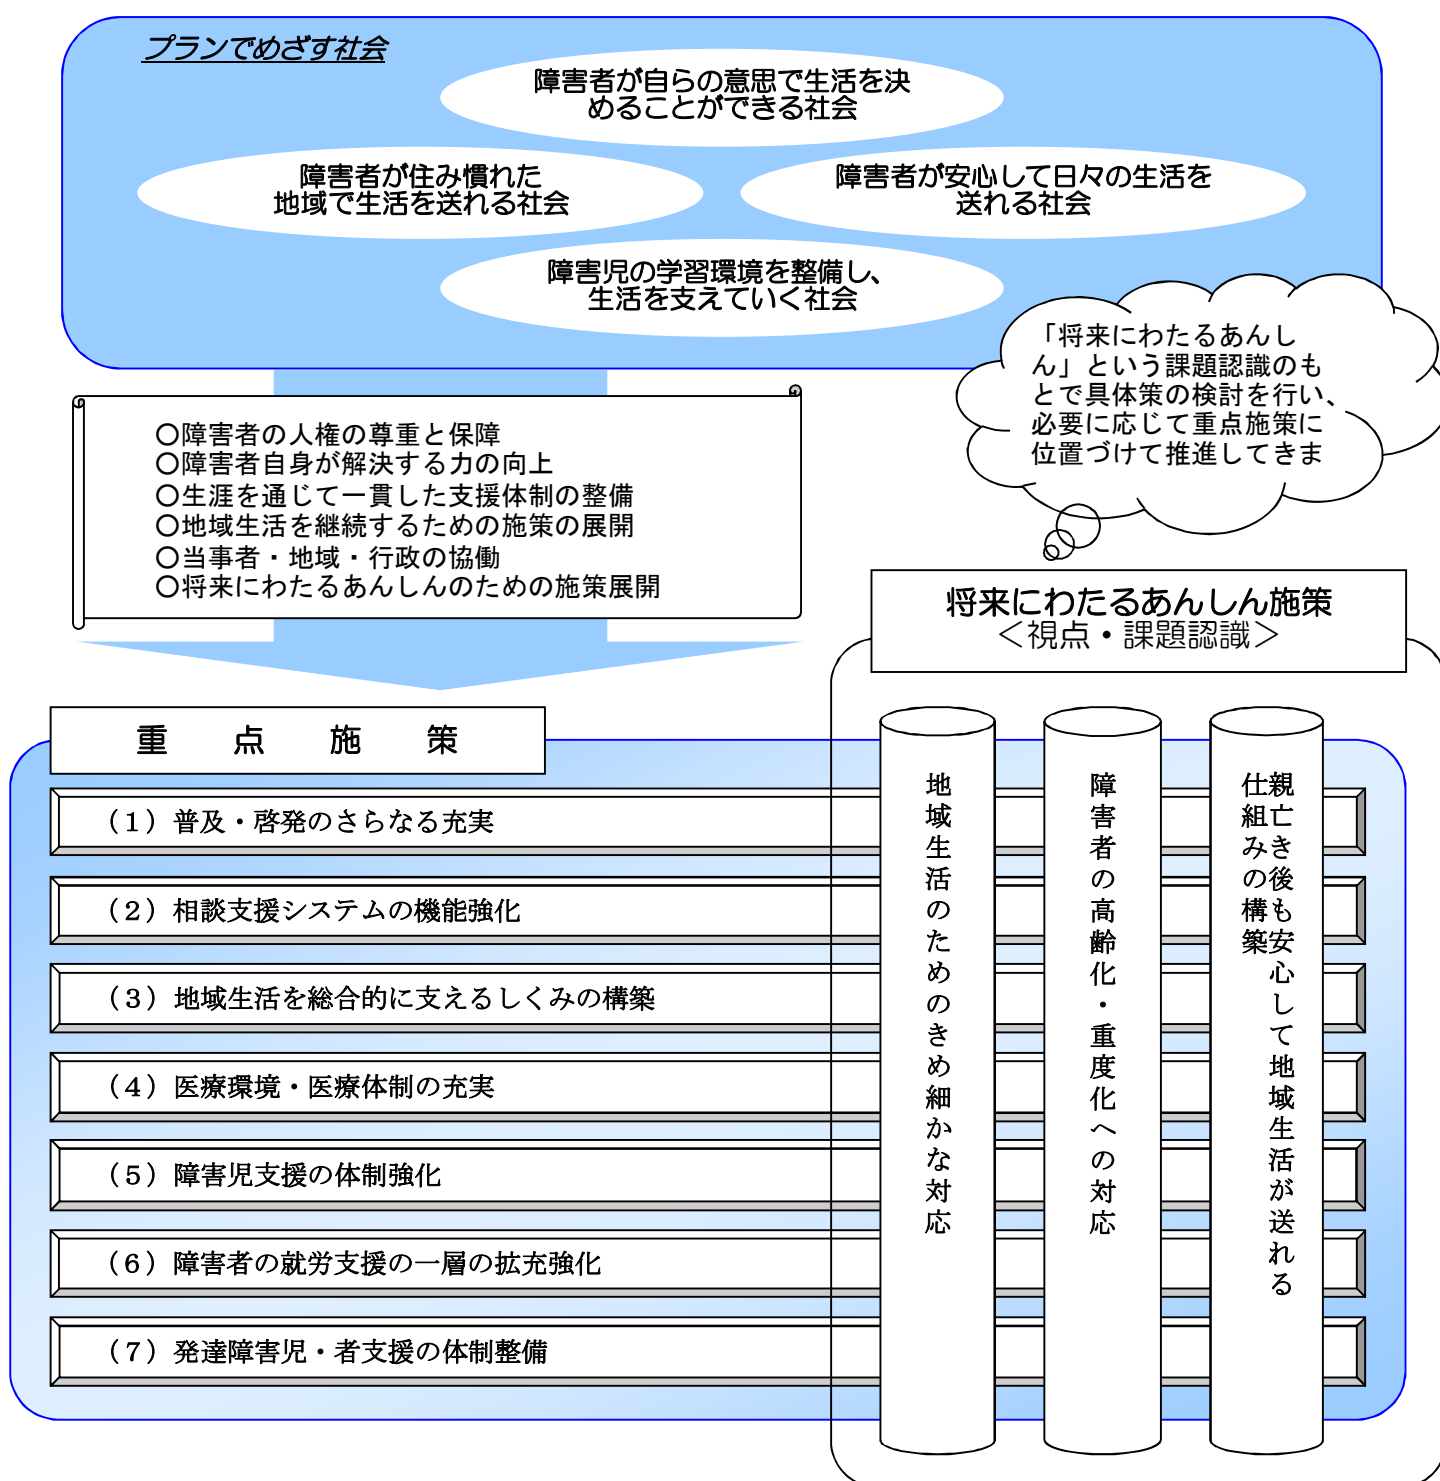 プランでめざす社会
障害者が自らの意思で生活を決
めることができる社会
障害者が住み慣れた
地域で生活を送れる社会
障害者が安心して日々の生活を
送れる社会
障害児の学習環境を整備し、
生活を支えていく社会
「将来にわたるあんし
ん」という課題認識のも
とで具体策の検討を行い、
必要に応じて重点施策に
位置づけて推進してきま
○障害者の人権の尊重と保障
○障害者自身が解決する力の向上
○生涯を通じて一貫した支援体制の整備
○地域生活を継続するための施策の展開
○当事者・地域・行政の協働
○将来にわたるあんしんのための施策展開
将来にわたるあんしん施策
＜視点・課題認識＞
重　点　施　策
（１）普及・啓発のさらなる充実
（２）相談支援システムの機能強化
（３）地域生活を総合的に支えるしくみの構築
（４）医療環境・医療体制の充実
（５）障害児支援の体制強化
（６）障害者の就労支援の一層の拡充強化
（７）発達障害児・者支援の体制整備
地域生活のためのきめ細かな対応
障害者の高齢化・重度化への対応
親亡き後も安心して地域生活が送れる
仕組みの構築